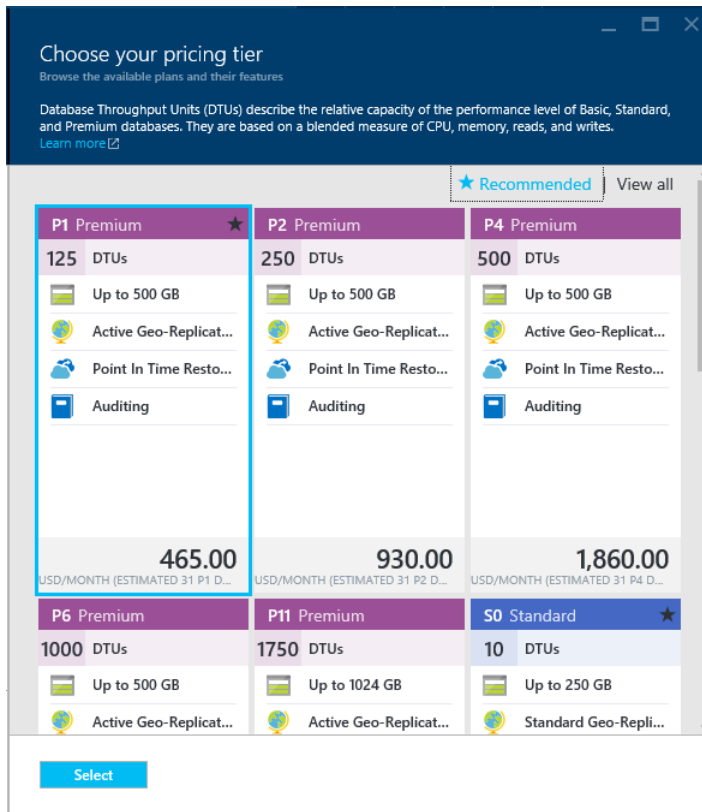 Choose your pricing tier
Browse the available plans and their features
Database Throughput Units (DTUs) describe the relative capacity of the performance level of Basic, Standard,
and Premium databases. They are based on a blended measure of CPU, memory, reads, and writes.
Learn more
Recommended | View all
P1 Premium
125 DTUs
Up to 500 GB
Active Geo-Replicat...
Point In Time Resto...
Auditing
465.00
USD/MONTH (ESTIMATED 31 P1 D...
P2 Premium
250 DTUs
Up to 500 GB
Active Geo-Replicat...
Point In Time Resto...
Auditing
930.00
USD/MONTH (ESTIMATED 31 P2 D...
P4 Premium
500 DTUs
Up to 500 GB
Active Geo-Replicat...
Point In Time Resto...
Auditing
1,860.00
USD/MONTH (ESTIMATED 31 P4 D...
P6 Premium
1000 DTUs
Up to 500 GB
Active Geo-Replicat...
P11 Premium
1750 DTUs
Up to 1024 GB
Active Geo-Replicat...
S0 Standard
10 DTUs
Up to 250 GB
Standard Geo-Repli...
Select